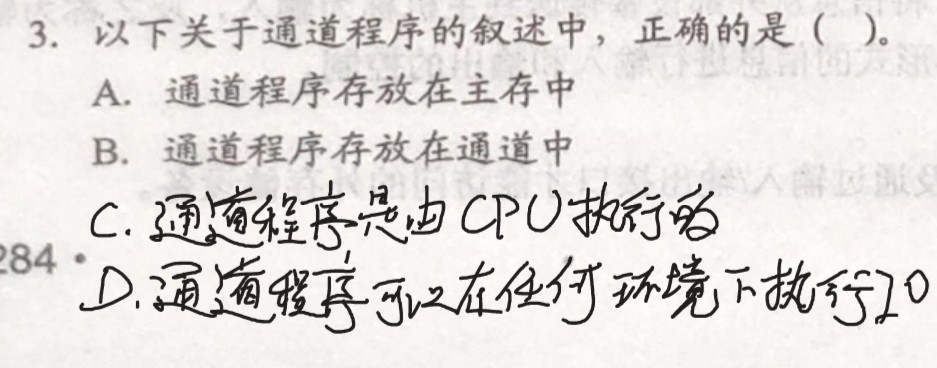 3. 以下关于通道程序的叙述中，正确的是（ ）。
A. 通道程序存放在主存中
B. 通道程序存放在通道中
C. 通道程序是由CPU执行的
284 ·
D. 通道程序可以在任何环境下执行IO